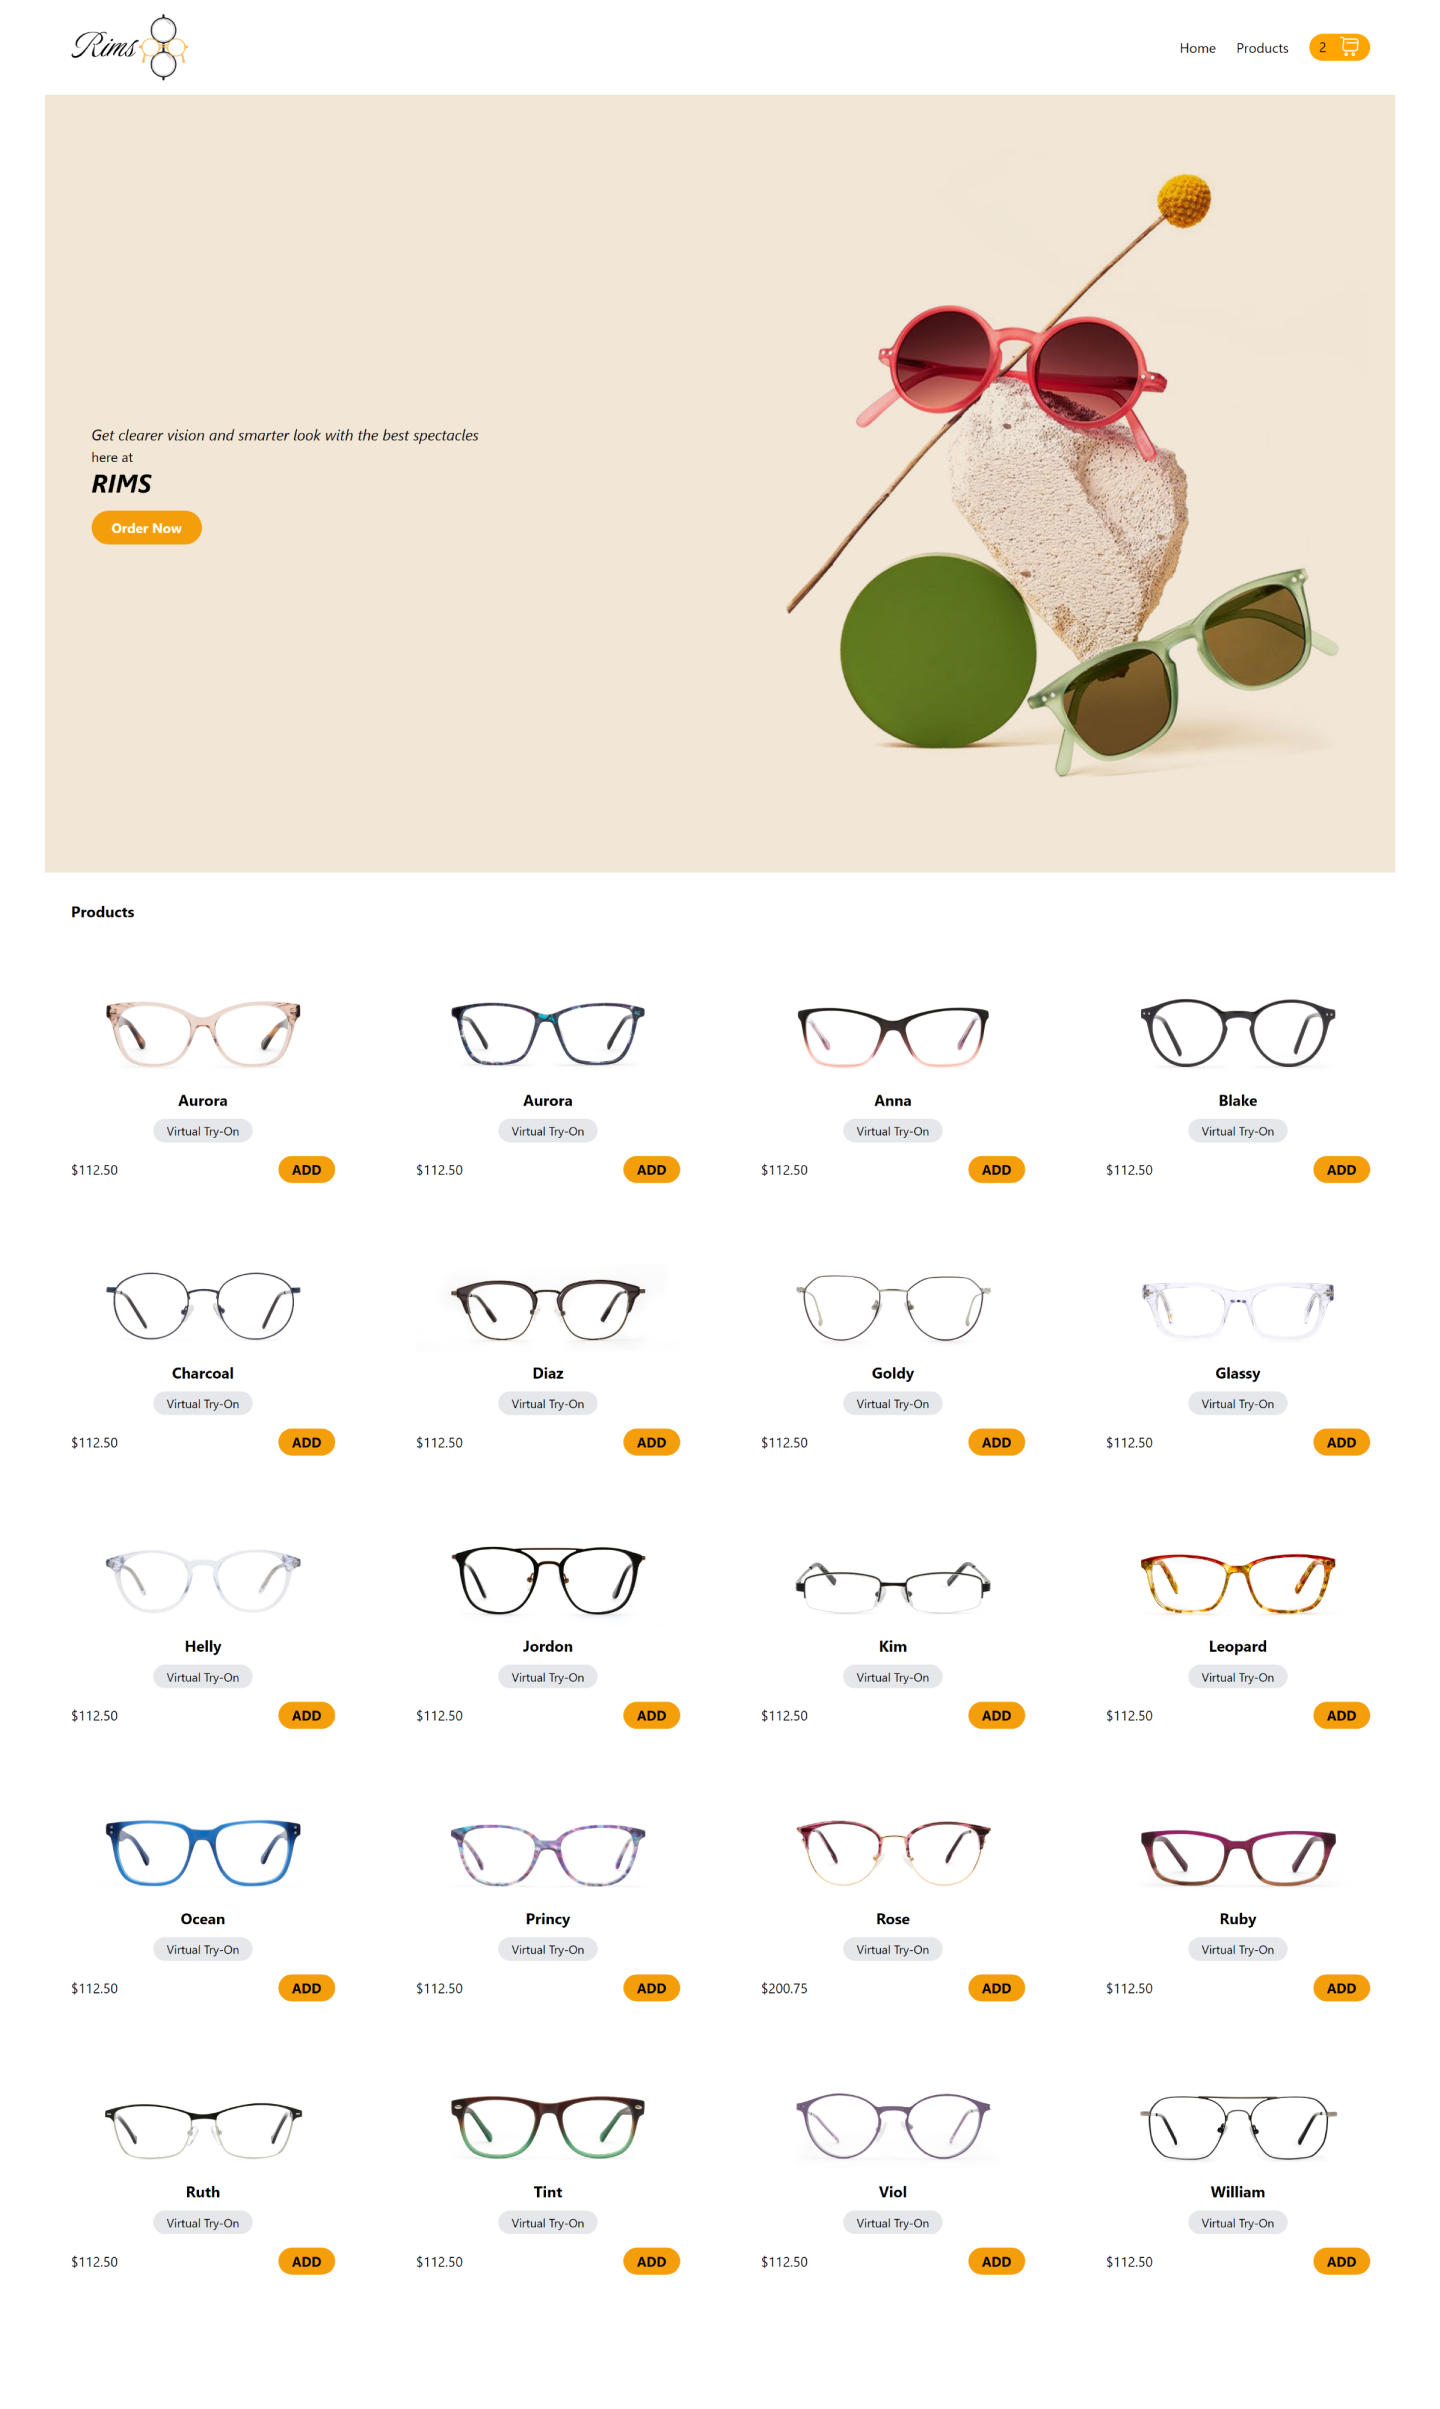 Rims
Home Products 2
Get clearer vision and smarter look with the best spectacles
here at
RIMS
Order Now
Products
Aurora Aurora Anna Blake
Virtual Try-On Virtual Try-On Virtual Try-On Virtual Try-On
$112.50 ADD $112.50 ADD $112.50 ADD $112.50 ADD
Charcoal Diaz Goldy Glassy
Virtual Try-On Virtual Try-On Virtual Try-On Virtual Try-On
$112.50 ADD $112.50 ADD $112.50 ADD $112.50 ADD
Helly Jordon Kim Leopard
Virtual Try-On Virtual Try-On Virtual Try-On Virtual Try-On
$112.50 ADD $112.50 ADD $112.50 ADD $112.50 ADD
Ocean Princy Rose Ruby
Virtual Try-On Virtual Try-On Virtual Try-On Virtual Try-On
$112.50 ADD $112.50 ADD $200.75 ADD $112.50 ADD
Ruth Tint Viol William
Virtual Try-On Virtual Try-On Virtual Try-On Virtual Try-On
$112.50 ADD $112.50 ADD $112.50 ADD $112.50 ADD